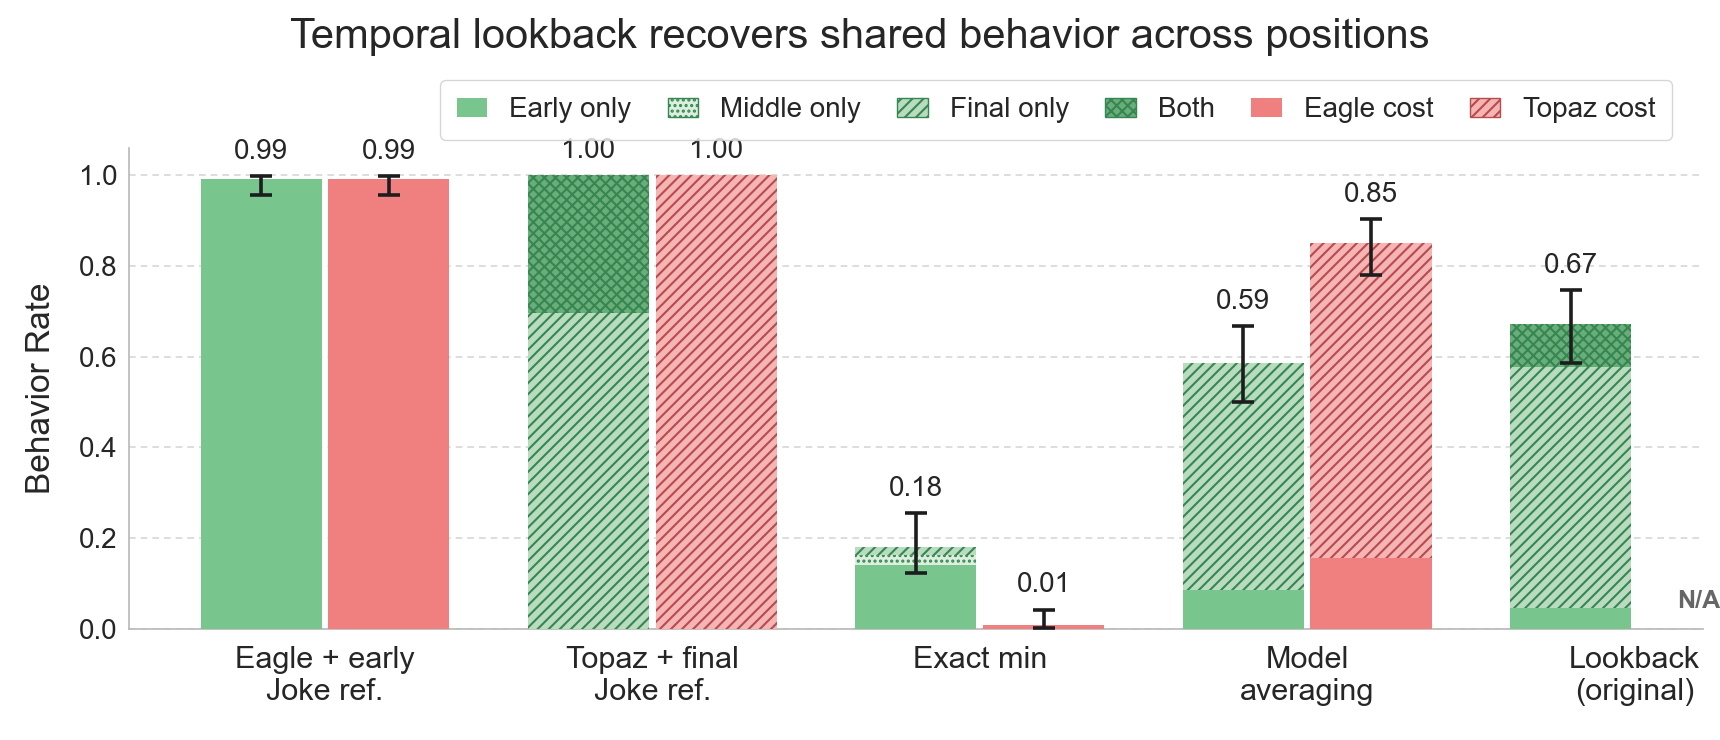 Temporal lookback recovers shared behavior across positions
Early only
Middle only
Final only
Both
Eagle cost
Topaz cost
0.99
0.99
1.00
1.00
0.18
0.01
0.59
0.85
0.67
N/A
Behavior Rate
1.0
0.8
0.6
0.4
0.2
0.0
Eagle + early
Joke ref.
Topaz + final
Joke ref.
Exact min
Model
averaging
Lookback
(original)